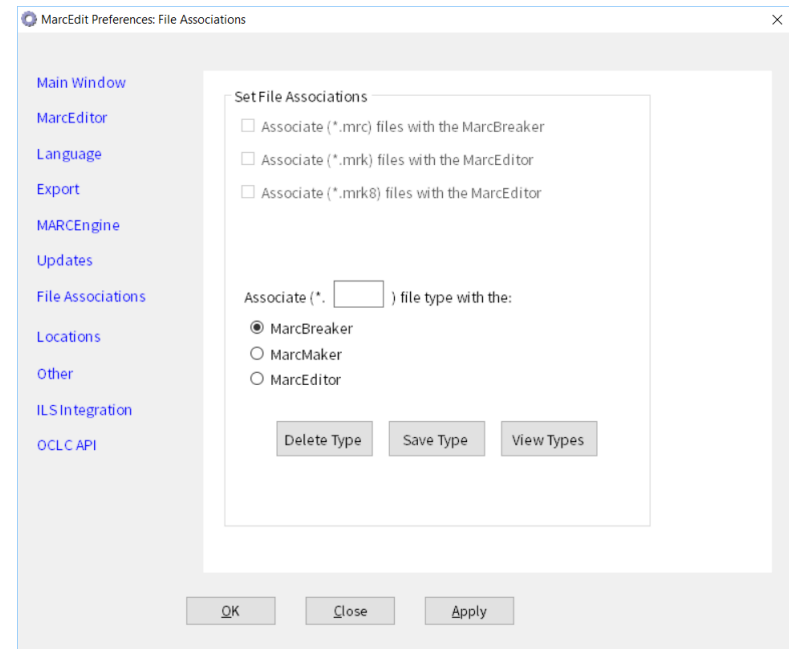 MarcEdit Preferences: File Associations
Main Window
MarcEditor
Language
Export
MARCEngine
Updates
File Associations
Locations
Other
ILS Integration
OCLC API
Set File Associations
Associate (*.mrc) files with the MarcBreaker
Associate (*.mrk) files with the MarcEditor
Associate (*.mrk8) files with the MarcEditor
Associate (*. ) file type with the:
MarcBreaker
MarcMaker
MarcEditor
Delete Type Save Type View Types
OK Close Apply